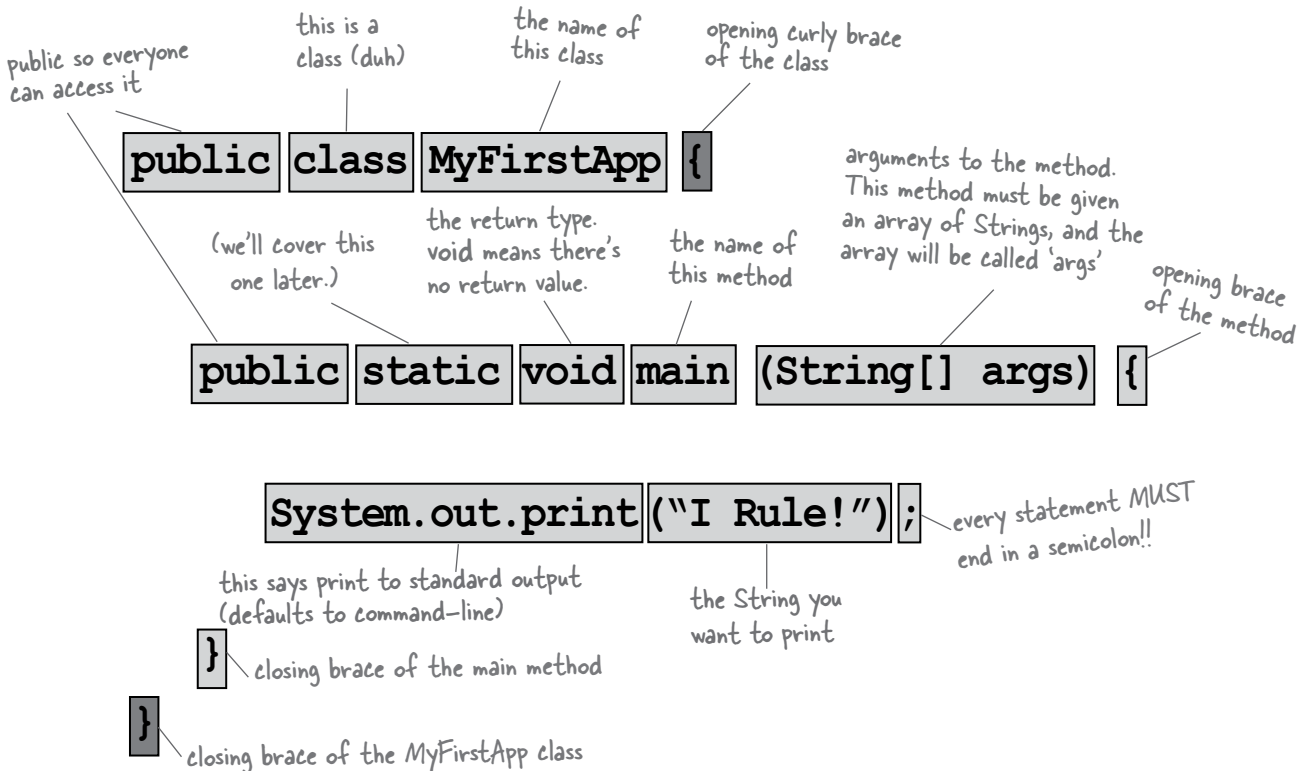 public so everyone
can access it
this is a
class (duh)
the name of
this class
opening curly brace
of the class
public class MyFirstApp {
(we'll cover this
one later.)
the return type.
void means there's
no return value.
the name of
this method
arguments to the method.
This method must be given
an array of Strings, and the
array will be called 'args'
opening brace
of the method
public static void main (String[] args) {
System.out.print(“I Rule!”);
every statement MUST
end in a semicolon!!
this says print to standard output
(defaults to command-line)
the String you
want to print
}
closing brace of the main method
}
closing brace of the MyFirstApp class